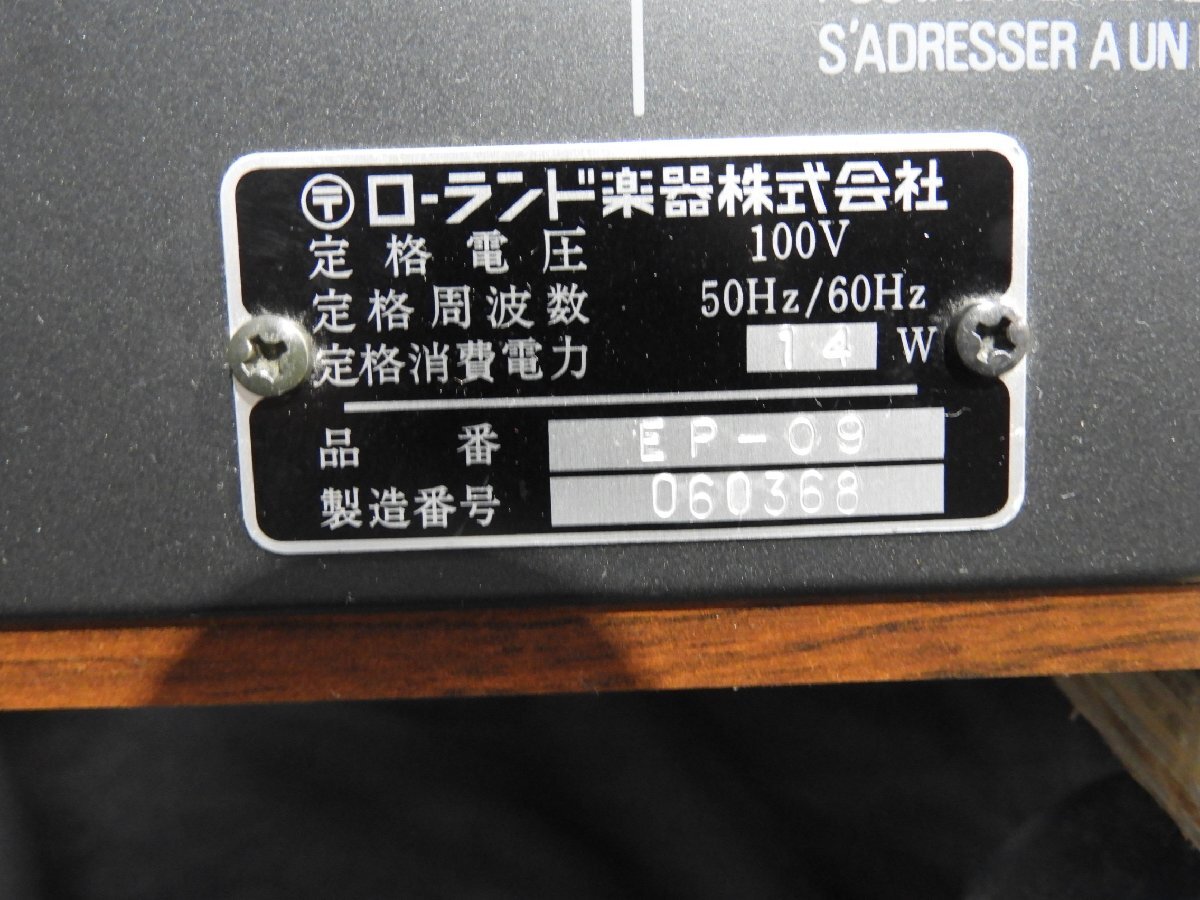 S'ADRESSER A UN
〶ローランド楽器株式会社
定格電圧 100V
定格周波数 50Hz/60Hz
定格消費電力 14 W
品番 EP-09
製造番号 060368